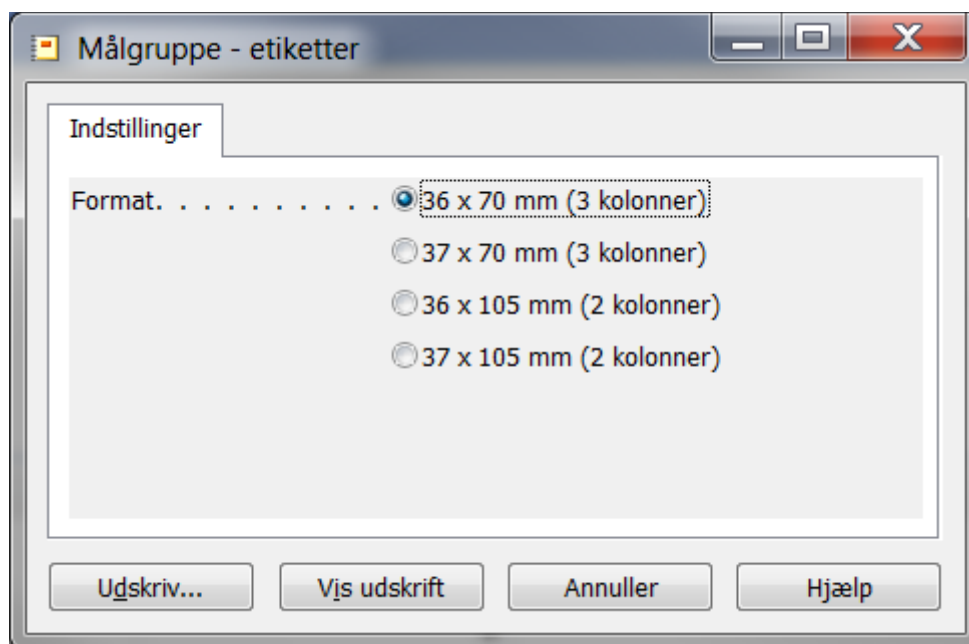 Målgruppe - etiketter
Indstillinger
Format. . . . . . . . . . 36 x 70 mm (3 kolonner)
37 x 70 mm (3 kolonner)
36 x 105 mm (2 kolonner)
37 x 105 mm (2 kolonner)
Udskriv... Vis udskrift Annuller Hjælp